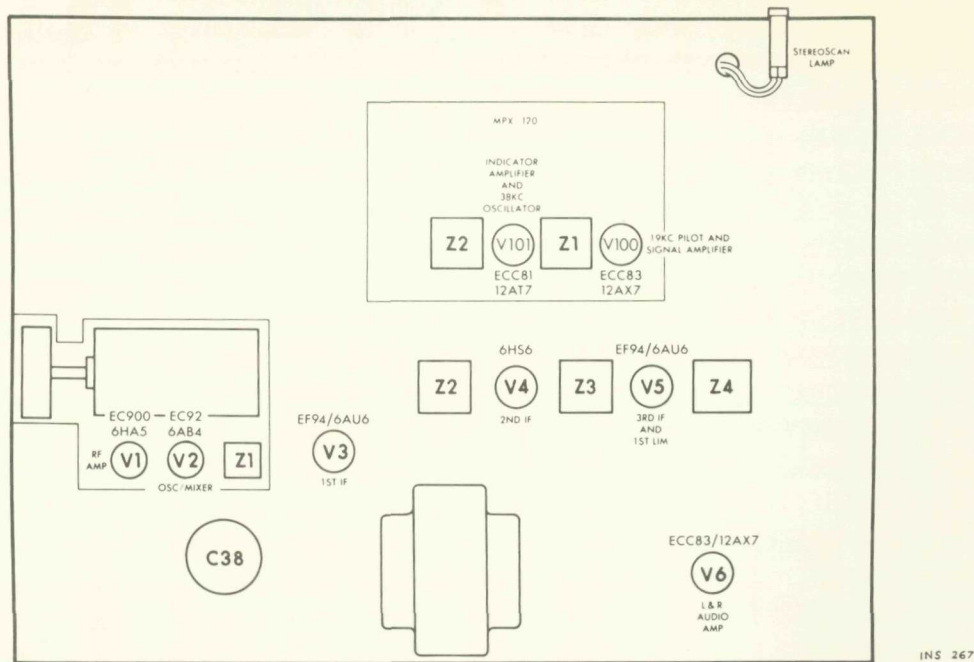 STEREOSCAN
LAMP
MPX 120
INDICATOR
AMPLIFIER
AND
38KC
OSCILLATOR
Z2
V101
Z1
V100
19KC PILOT AND
SIGNAL AMPLIFIER
ECC81
12AT7
ECC83
12AX7
6HS6
EF94/6AU6
Z2
V4
Z3
V5
Z4
2ND IF
3RD IF
AND
1ST LIM
EC900 — EC92
6HA5 6AB4
RF
AMP
V1
V2
Z1
OSC/MIXER
EF94/6AU6
V3
1ST IF
C38
ECC83/12AX7
V6
L & R
AUDIO
AMP
INS 267